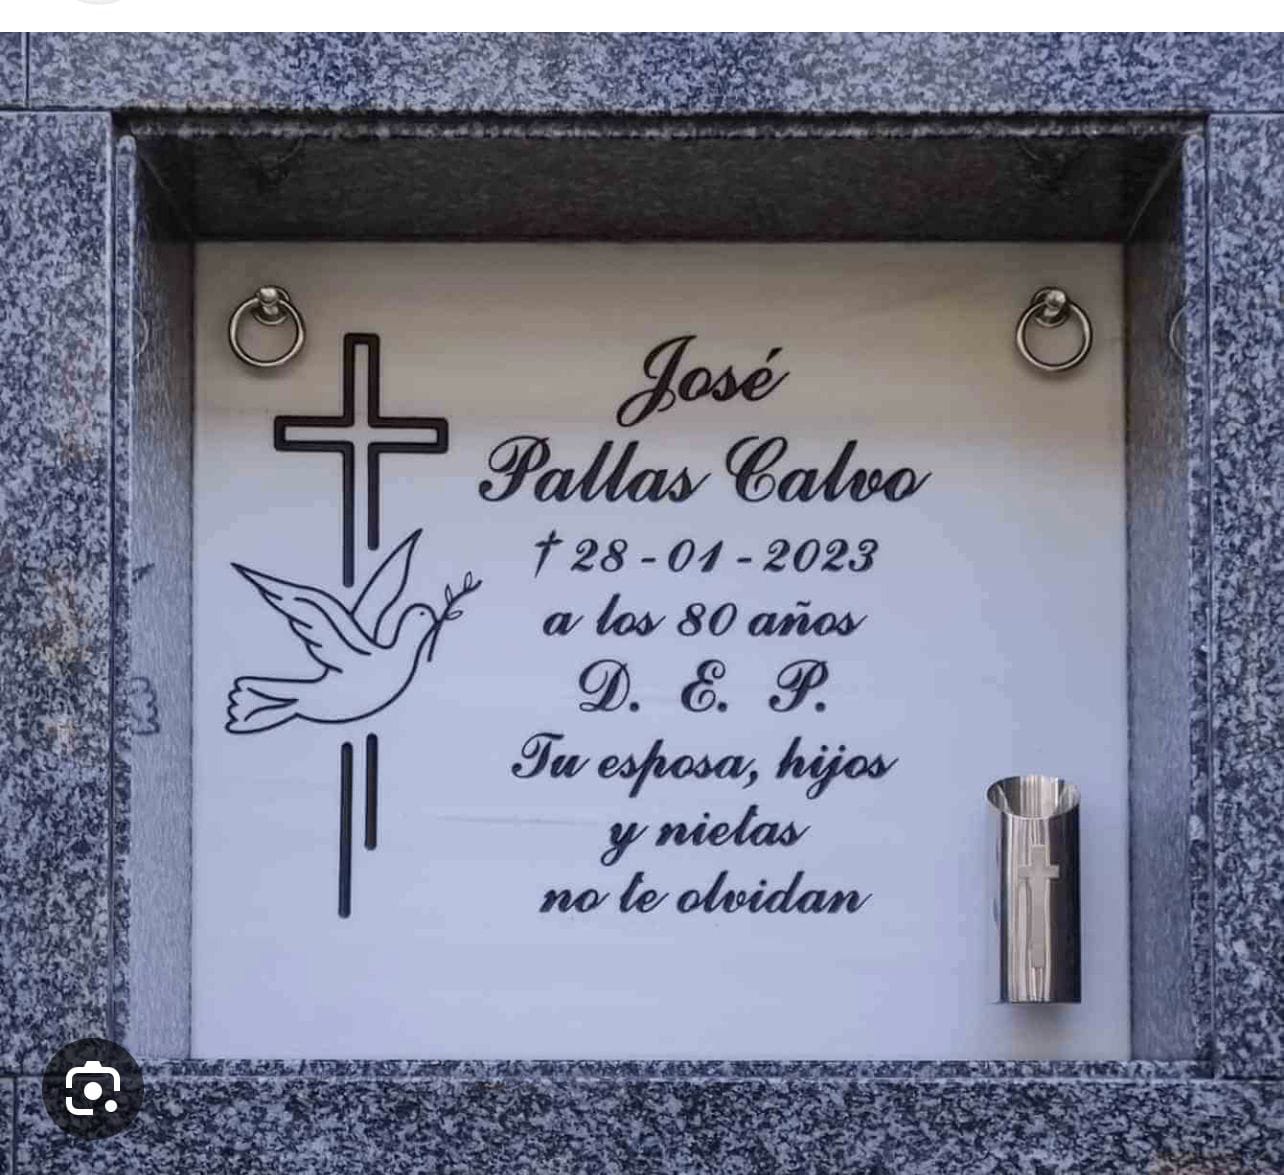 José
Pallas Calvo
† 28 - 01 - 2023
a los 80 años
D. E. P.
Tu esposa, hijos
y nietas
no te olvidan